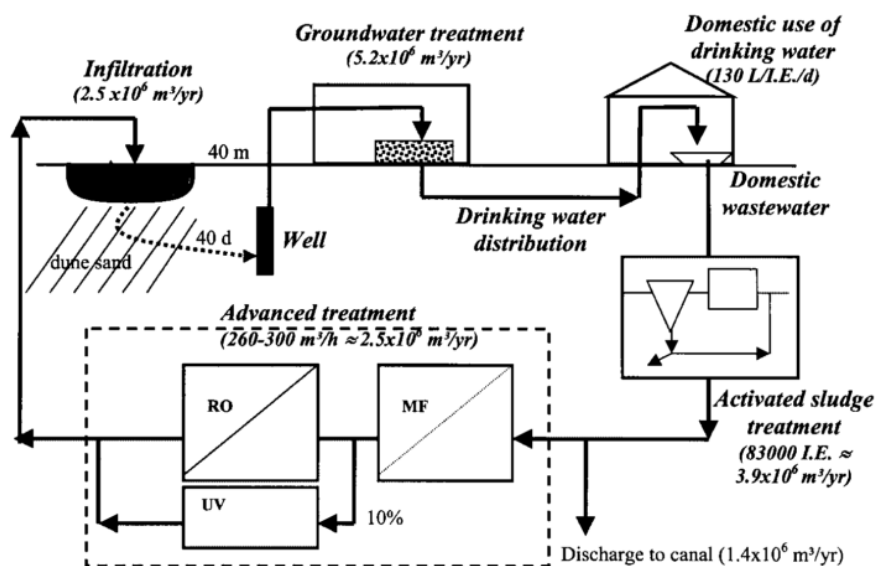 Groundwater treatment
(5.2x10⁶ m³/yr)
Domestic use of
drinking water
(130 L/I.E./d)
Infiltration
(2.5 x10⁶ m³/yr)
40 m
Domestic
wastewater
Drinking water
distribution
Well
40 d
dune sand
Advanced treatment
(260-300 m³/h ≈2.5x10⁶ m³/yr)
RO
MF
UV
10%
Activated sludge
treatment
(83000 I.E. ≈
3.9x10⁶ m³/yr)
Discharge to canal (1.4x10⁶ m³/yr)